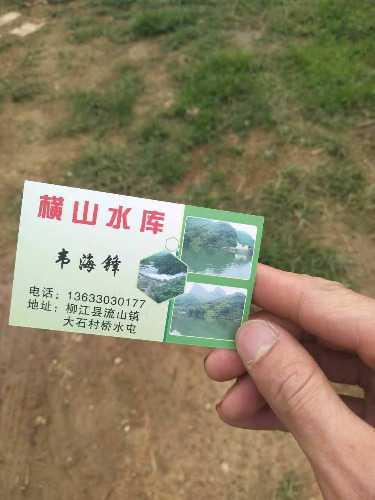 横山水库
韦海锋
电话：13633030177
地址：柳江县流山镇
大石村桥水屯